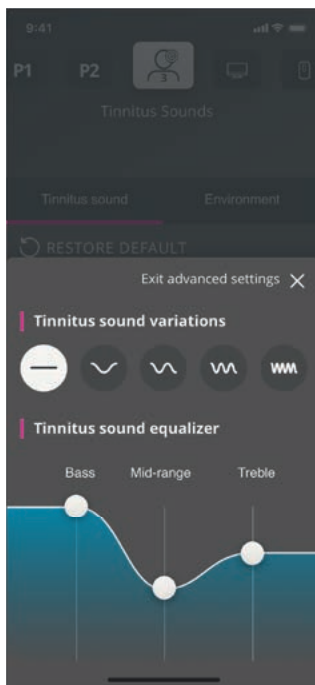 9:41
P1 P2 3
Tinnitus Sounds
Tinnitus sound Environment
RESTORE DEFAULT
Exit advanced settings
Tinnitus sound variations
Tinnitus sound equalizer
Bass Mid-range Treble